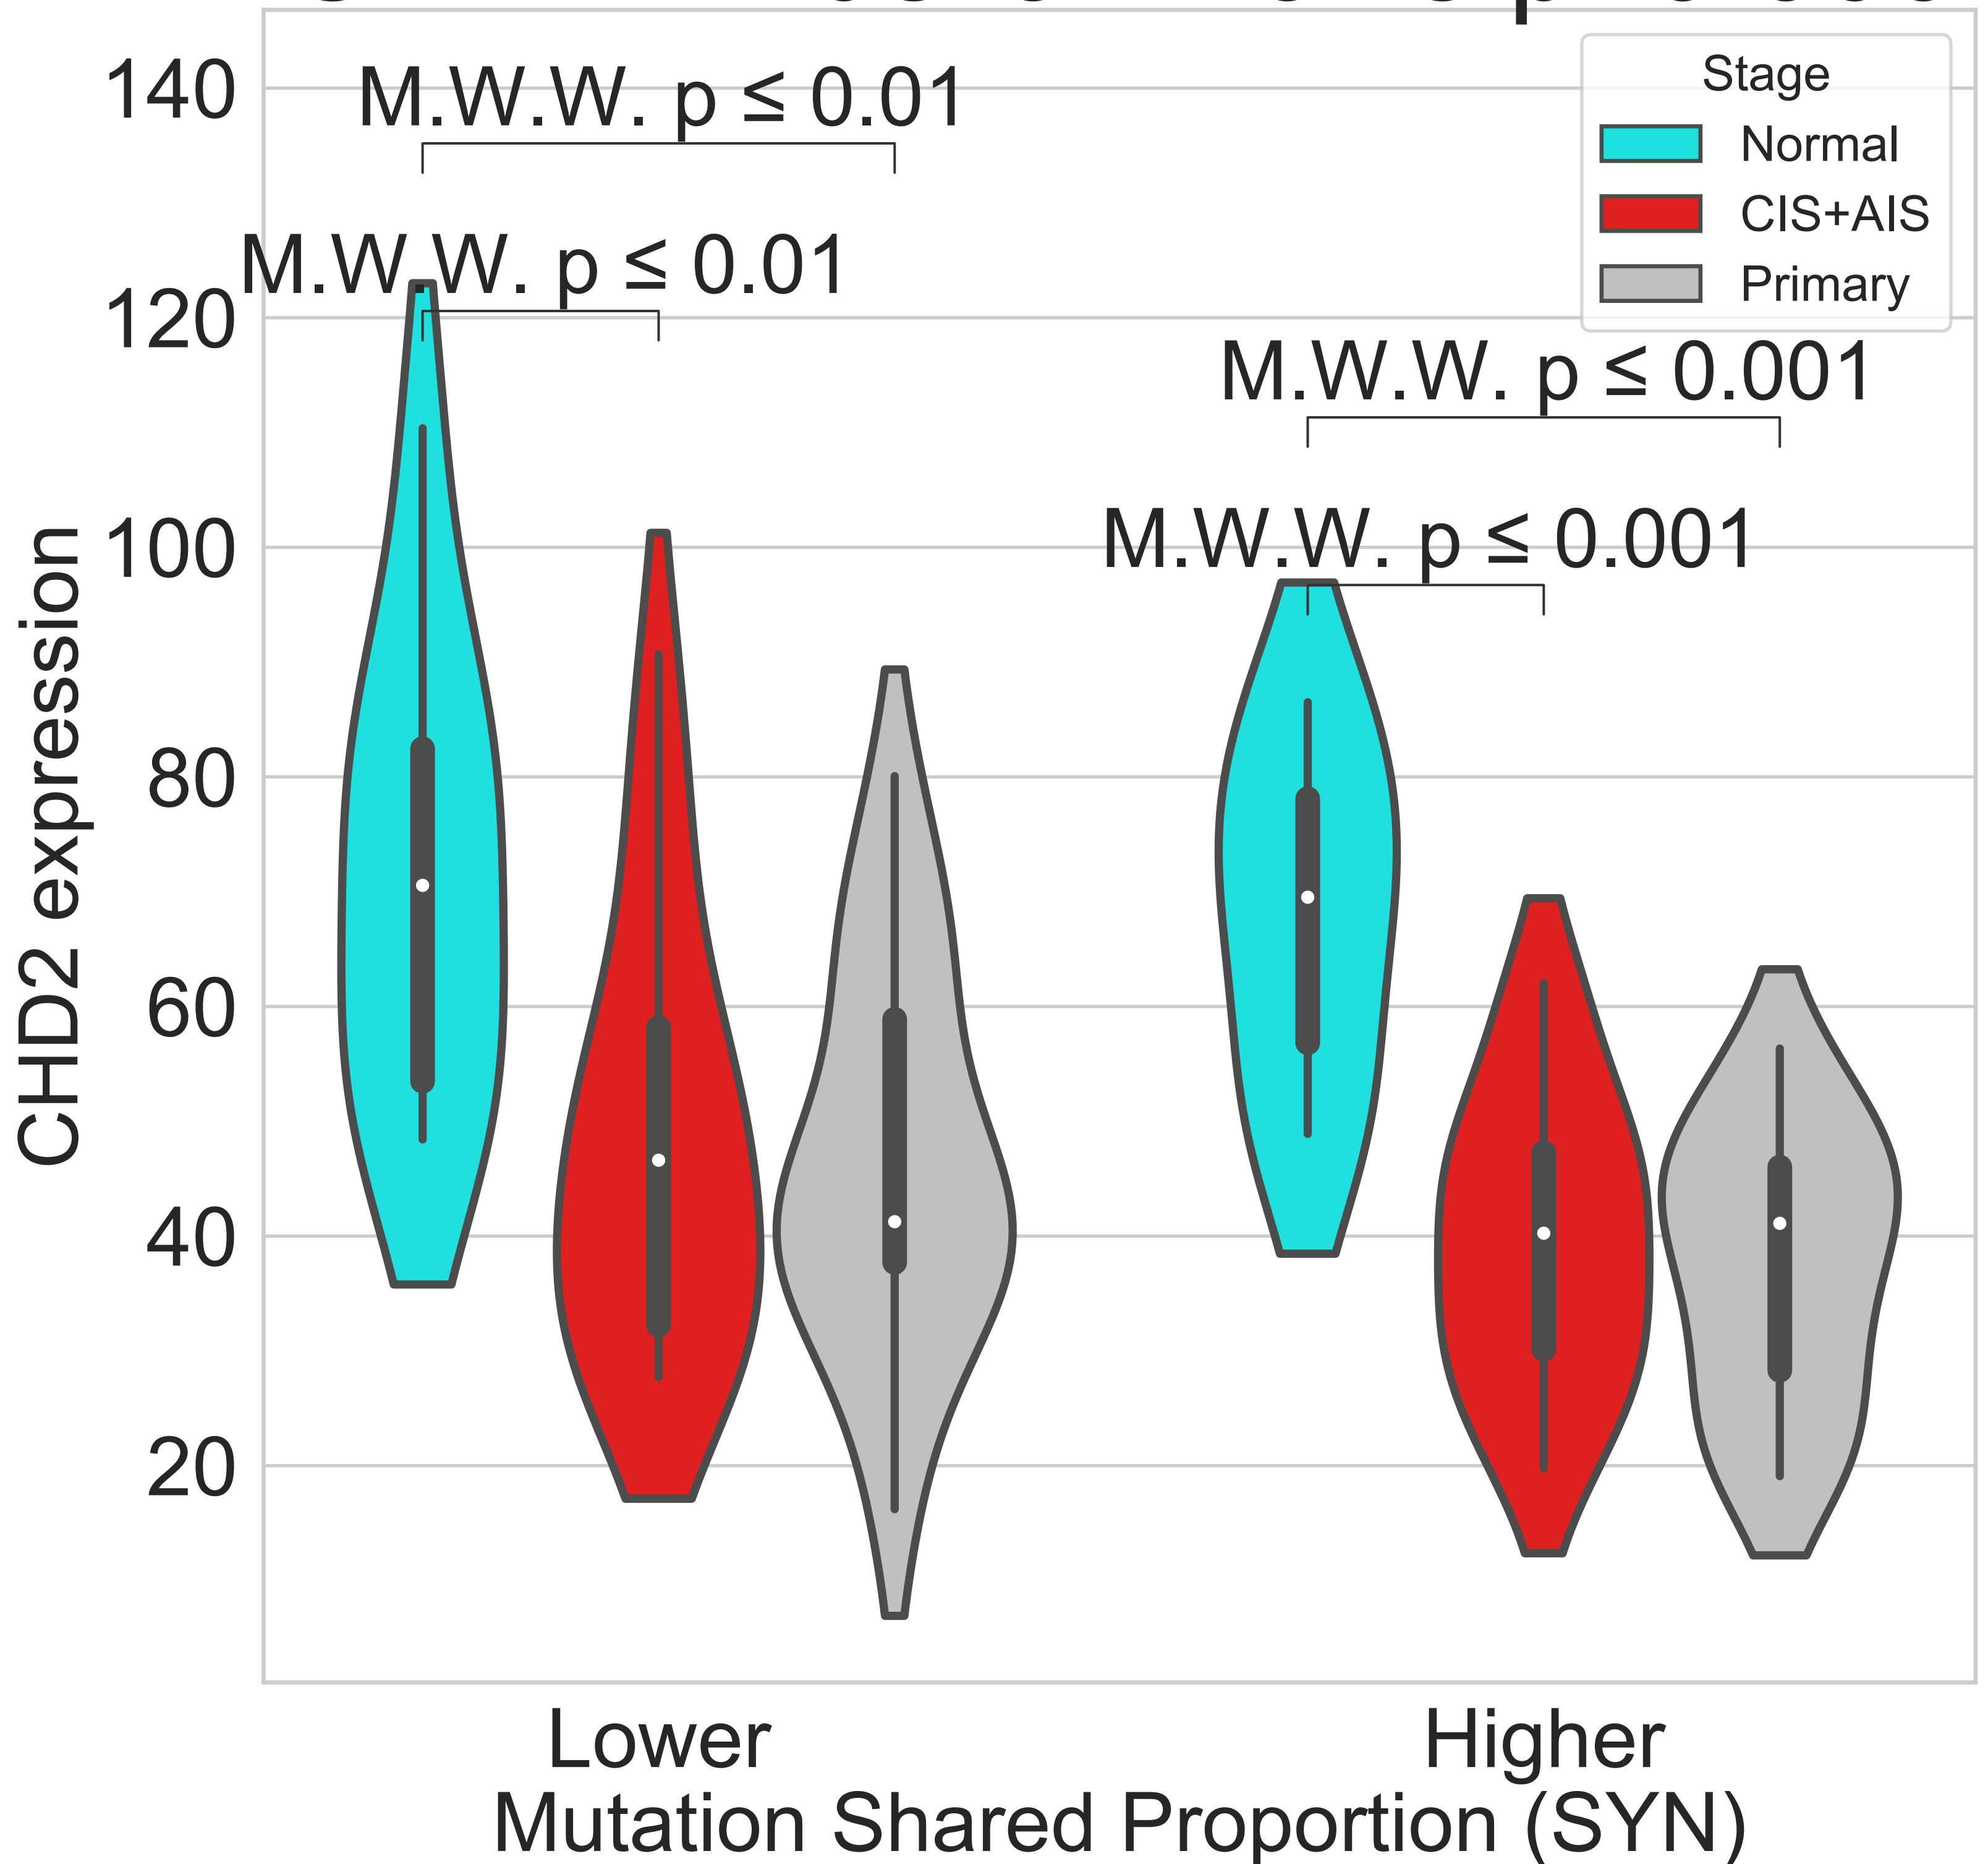 M.W.W. p ≤ 0.01
M.W.W. p ≤ 0.01
M.W.W. p ≤ 0.001
M.W.W. p ≤ 0.001
Stage
Normal
CIS+AIS
Primary
140
120
100
80
60
40
20
CHD2 expression
Lower
Higher
Mutation Shared Proportion (SYN)